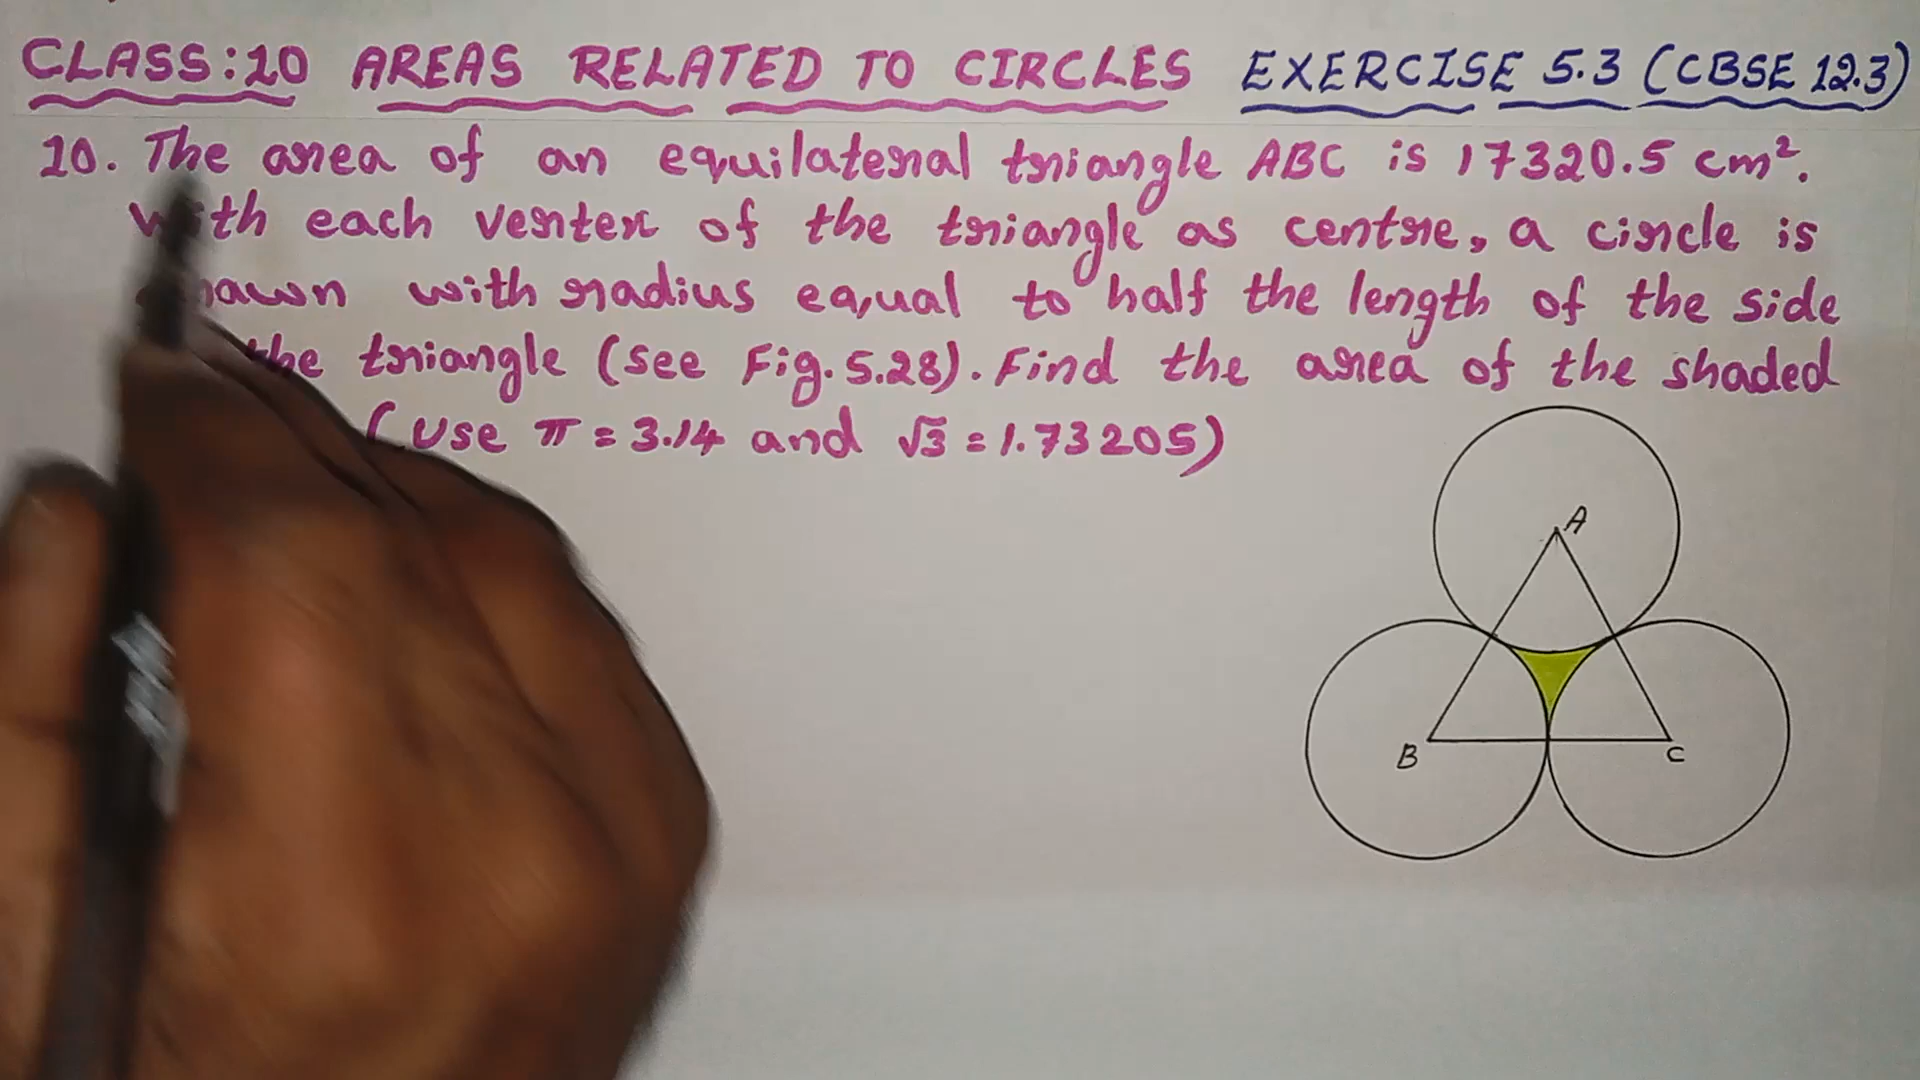 CLASS:10 AREAS RELATED TO CIRCLES EXERCISE 5.3 (CBSE 12.3)
10. The area of an equilateral triangle ABC is 17320.5 cm².
with each vertex of the triangle as centre, a circle is
with radius equal to half the length of the side
the triangle (see Fig. 5.28). Find the area of the shaded
(Use π = 3.14 and √3 = 1.73205)
A
B
C